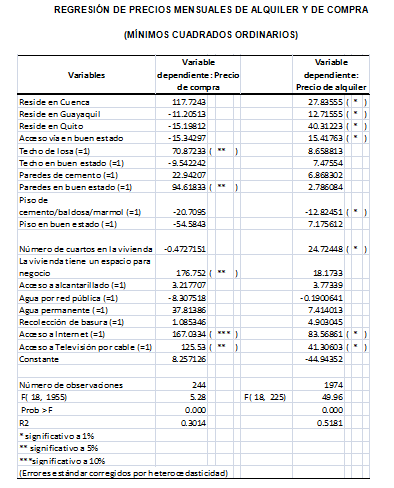 REGRESIÓN DE PRECIOS MENSUALES DE ALQUILER Y DE COMPRA
(MÍNIMOS CUADRADOS ORDINARIOS)
Variables | Variable dependiente: Precio de compra | Variable dependiente: Precio de alquiler
Reside en Cuenca 117.7243 27.83555 ( * )
Reside en Guayaquil -11.20513 12.71555 ( * )
Reside en Quito -15.19812 40.31223 ( * )
Acceso vía en buen estado -15.34297 15.41763 ( * )
Techo de losa (=1) 70.87233 ( ** ) 8.658813
Techo en buen estado (=1) -9.542242 7.47554
Paredes de cemento (=1) 22.94207 6.868302
Paredes en buen estado (=1) 94.61833 ( ** ) 2.786084
Piso de
cemento/baldosa/marmol (=1) -20.7095 -12.82451 ( * )
Piso en buen estado (=1) -54.5843 7.175612
Número de cuartos en la vivienda -0.4727151 24.72448 ( * )
La vivienda tiene un espacio para
negocio 176.752 ( ** ) 18.1733
Acceso a alcantarillado (=1) 3.217707 3.77339
Agua por red pública (=1) -8.307518 -0.1900641
Agua permanente (=1) 37.81386 7.414013
Recolección de basura (=1) 1.085346 4.903045
Acceso a Internet (=1) 167.0334 ( *** ) 83.56861 ( * )
Acceso a Televisión por cable (=1) 125.53 ( ** ) 41.30603 ( * )
Constante 8.257126 -44.94352
Número de observaciones 244 1974
F( 18, 1955) 5.28 F( 18, 225) 49.96
Prob > F 0.000 0.000
R2 0.3014 0.5181
* significativo a 1%
** significativo a 5%
***significativo a 10%
(Errores estándar corregidos por heterocedasticidad)